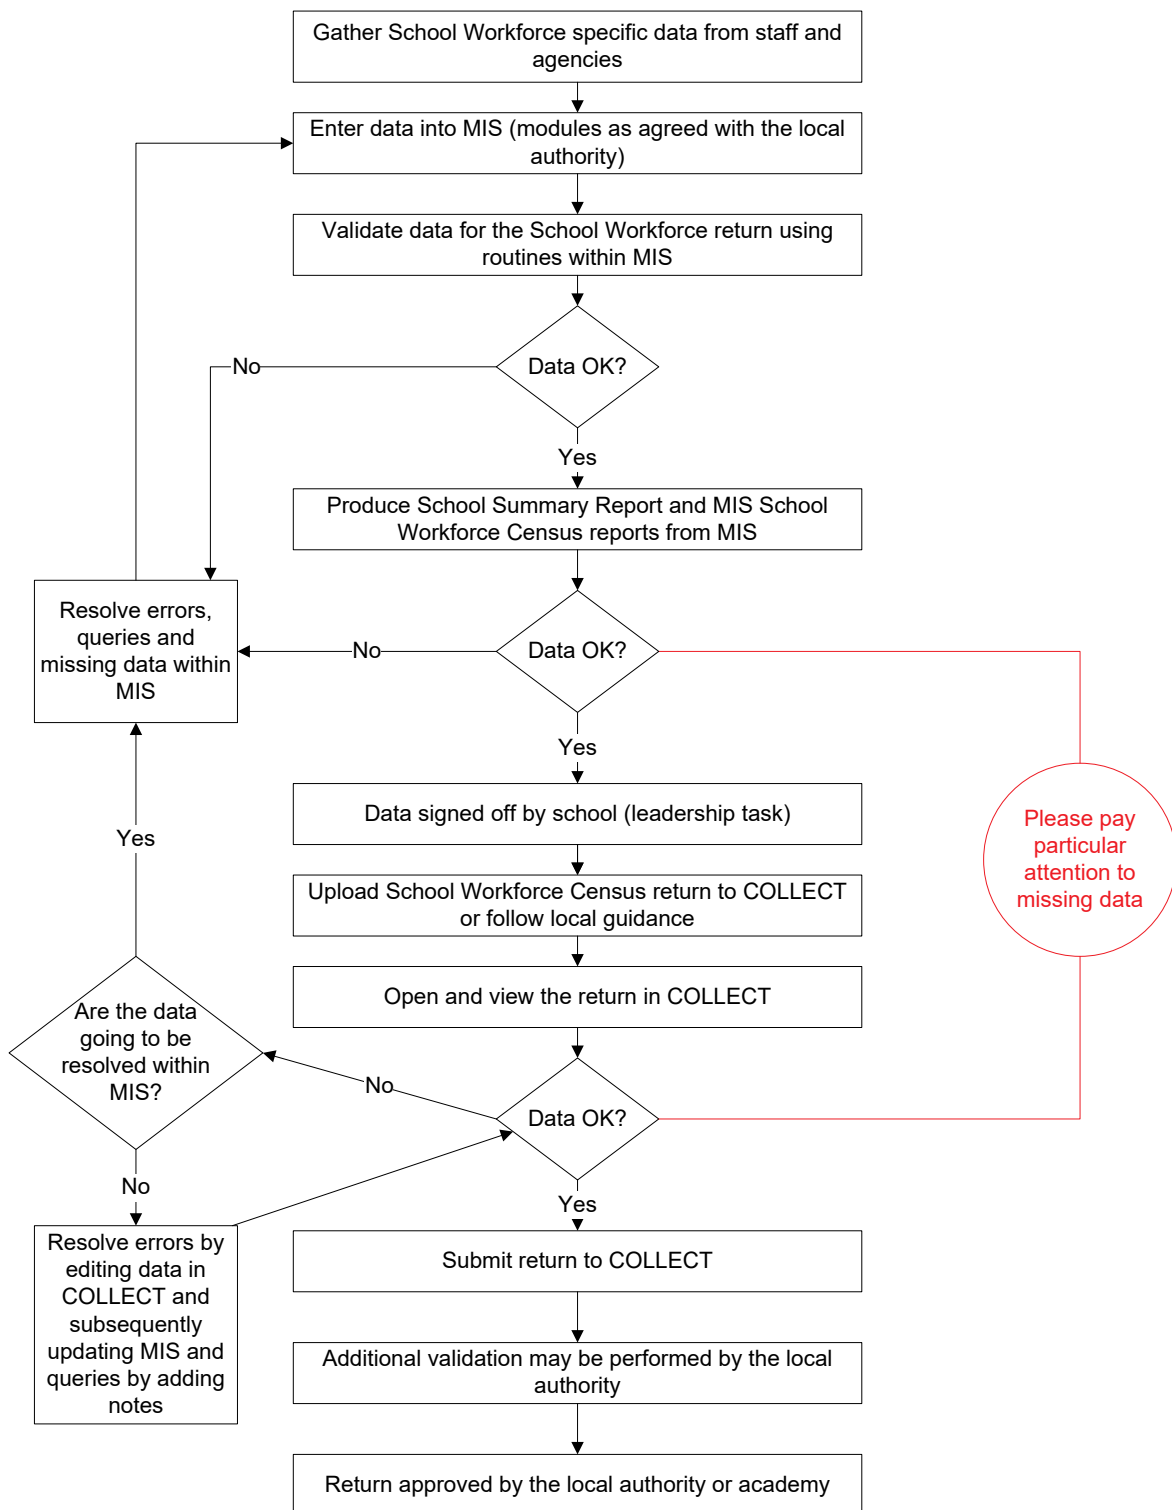 Gather School Workforce specific data from staff and
agencies
Enter data into MIS (modules as agreed with the local
authority)
Validate data for the School Workforce return using
routines within MIS
Data OK?
No
Yes
Produce School Summary Report and MIS School
Workforce Census reports from MIS
Resolve errors,
queries and
missing data within
MIS
No
Data OK?
Yes
Data signed off by school (leadership task)
Please pay
particular
attention to
missing data
Yes
Upload School Workforce Census return to COLLECT
or follow local guidance
Open and view the return in COLLECT
Are the data
going to be
resolved within
MIS?
No
Data OK?
No
Yes
Resolve errors by
editing data in
COLLECT and
subsequently
updating MIS and
queries by adding
notes
Submit return to COLLECT
Additional validation may be performed by the local
authority
Return approved by the local authority or academy